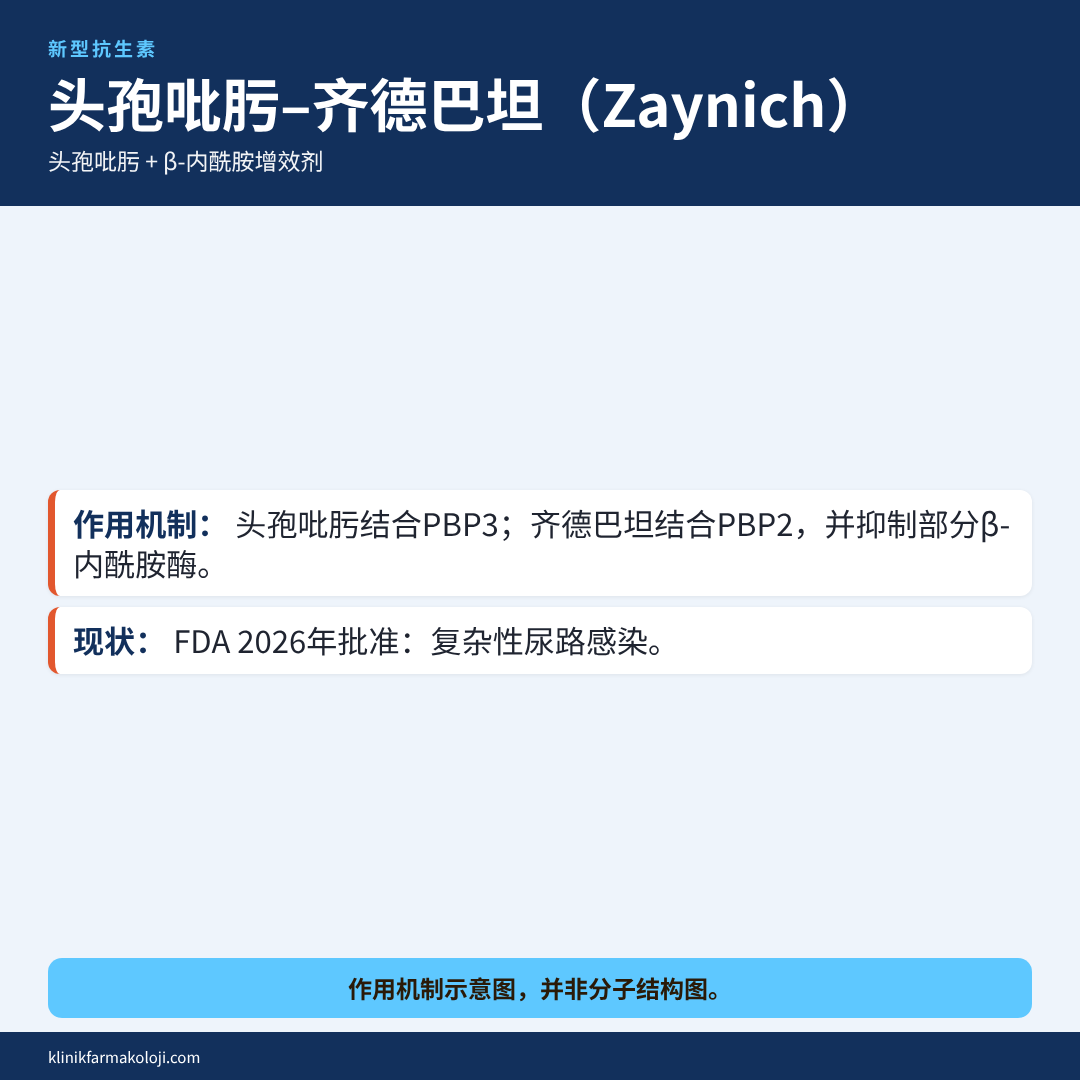 新型抗生素
头孢吡肟–齐德巴坦（Zaynich）
头孢吡肟 + β-内酰胺增效剂
作用机制： 头孢吡肟结合PBP3；齐德巴坦结合PBP2，并抑制部分β-
内酰胺酶。
现状： FDA 2026年批准：复杂性尿路感染。
作用机制示意图，并非分子结构图。
klinikfarmakoloji.com